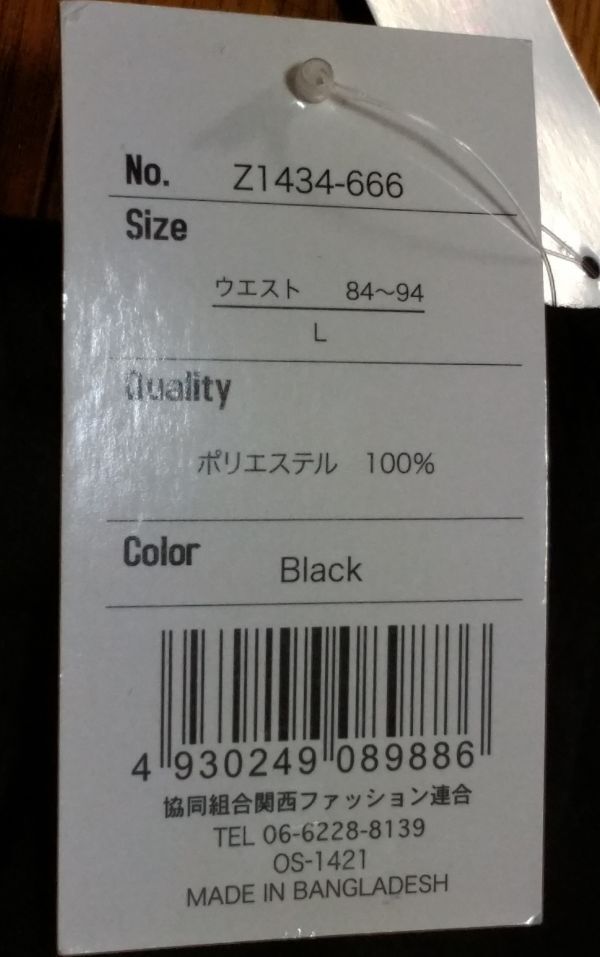 No. Z1434-666
Size
ウエスト 84〜94
L
Quality
ポリエステル 100%
Color Black
4 930249 089886
協同組合関西ファッション連合
TEL 06-6228-8139
OS-1421
MADE IN BANGLADESH